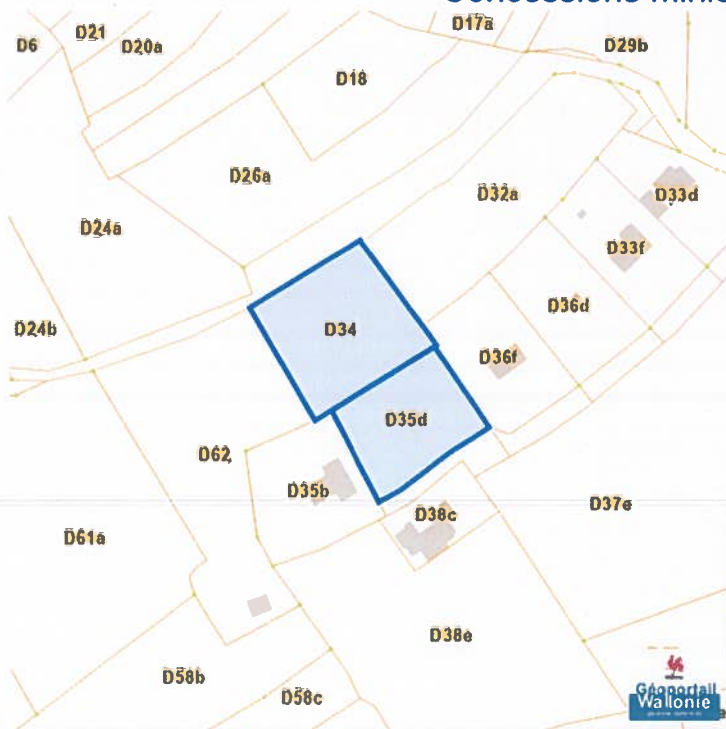 D17a
D21
D6
D20a
D29b
D18
D26a
D32a
D33d
D24a
D33f
D36d
D24b
D34
D36f
D35d
D62
D35b
D37e
D38c
D61a
D38e
D58b
D58c
Géoportail
Wallonie